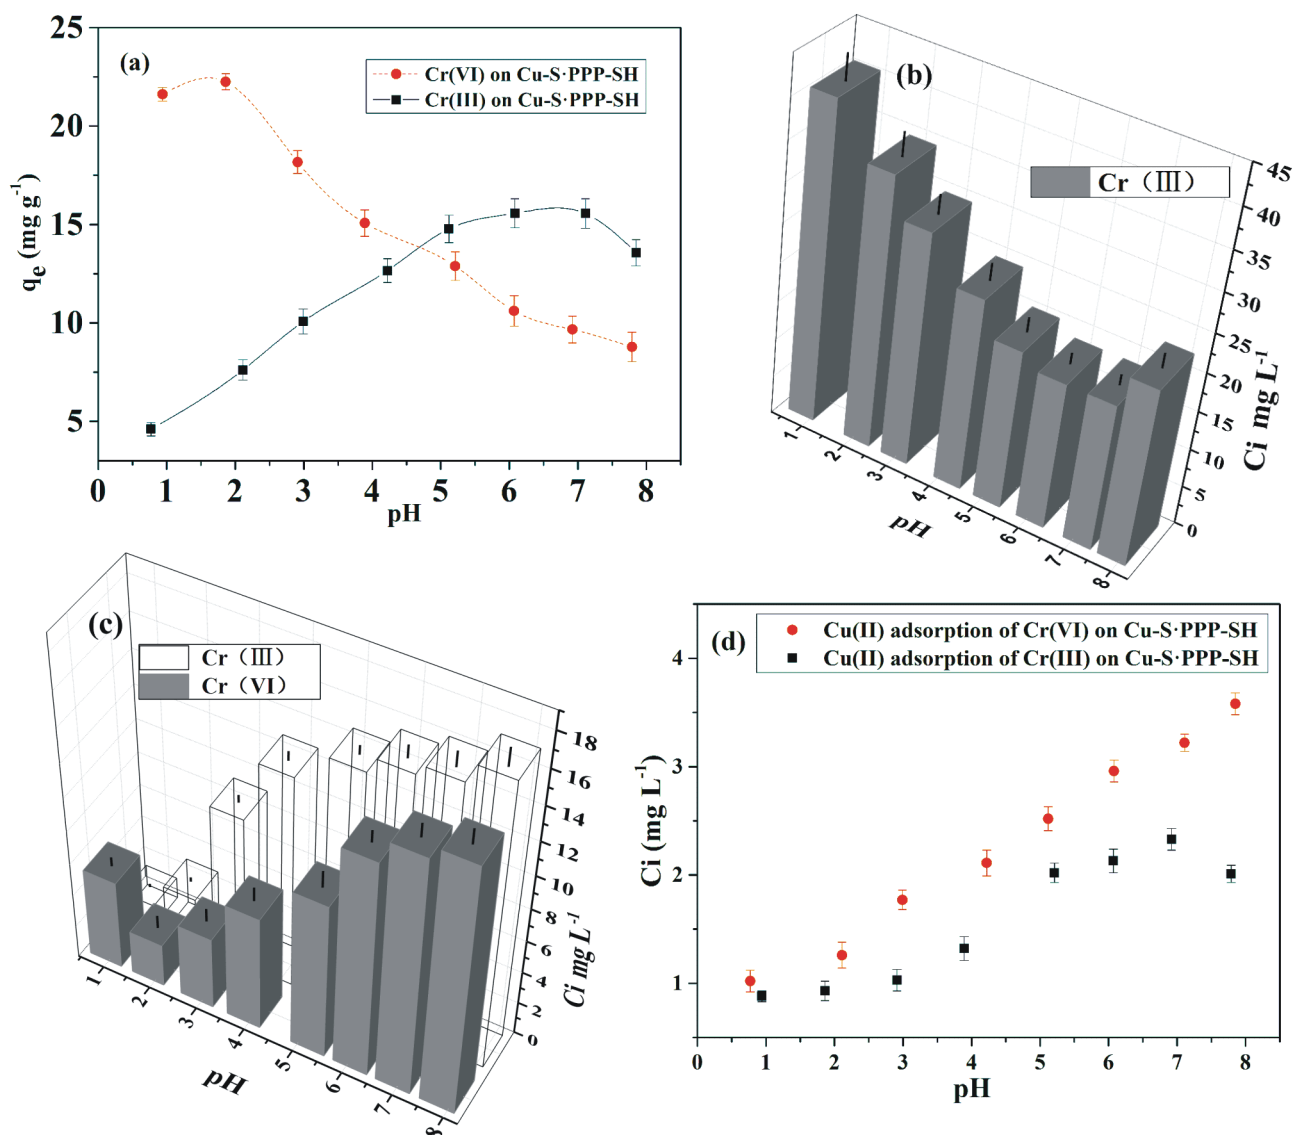 (a)
Cr(VI) on Cu-S·PPP-SH
Cr(III) on Cu-S·PPP-SH
25
20
15
10
5
qe (mg g-1)
0 1 2 3 4 5 6 7 8
pH
(b)
Cr（Ⅲ）
45
40
35
30
25
20
15
10
5
0
Ci mg L-1
1 2 3 4 5 6 7 8
pH
(c)
Cr（Ⅲ）
Cr（Ⅵ）
18
16
14
12
10
8
6
4
2
0
Ci mg L-1
1 2 3 4 5 6 7 8
pH
(d)
Cu(II) adsorption of Cr(VI) on Cu-S·PPP-SH
Cu(II) adsorption of Cr(III) on Cu-S·PPP-SH
4
3
2
1
Ci (mg L-1)
0 1 2 3 4 5 6 7 8
pH